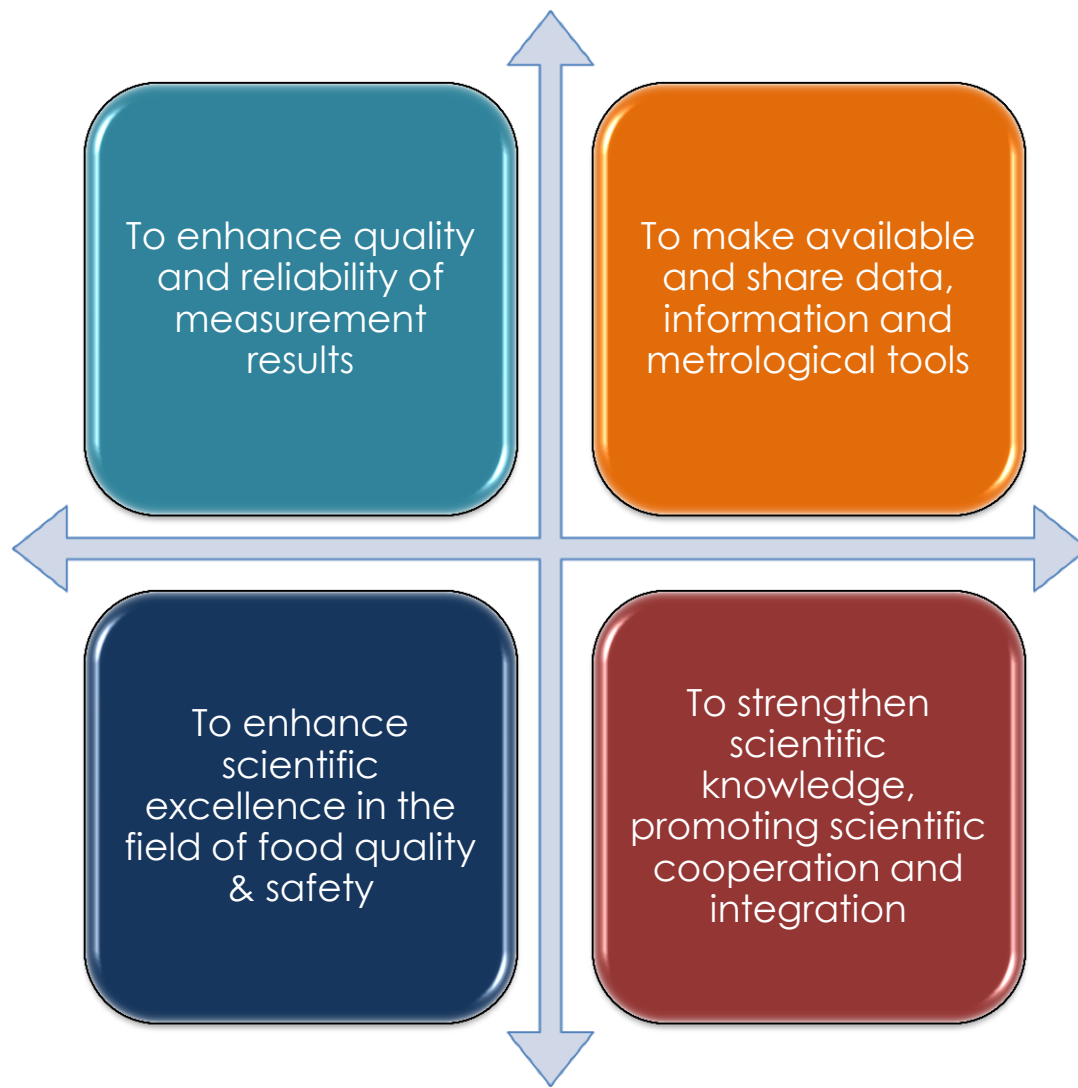 To enhance quality
and reliability of
measurement
results
To make available
and share data,
information and
metrological tools
To enhance
scientific
excellence in the
field of food quality
& safety
To strengthen
scientific
knowledge,
promoting scientific
cooperation and
integration